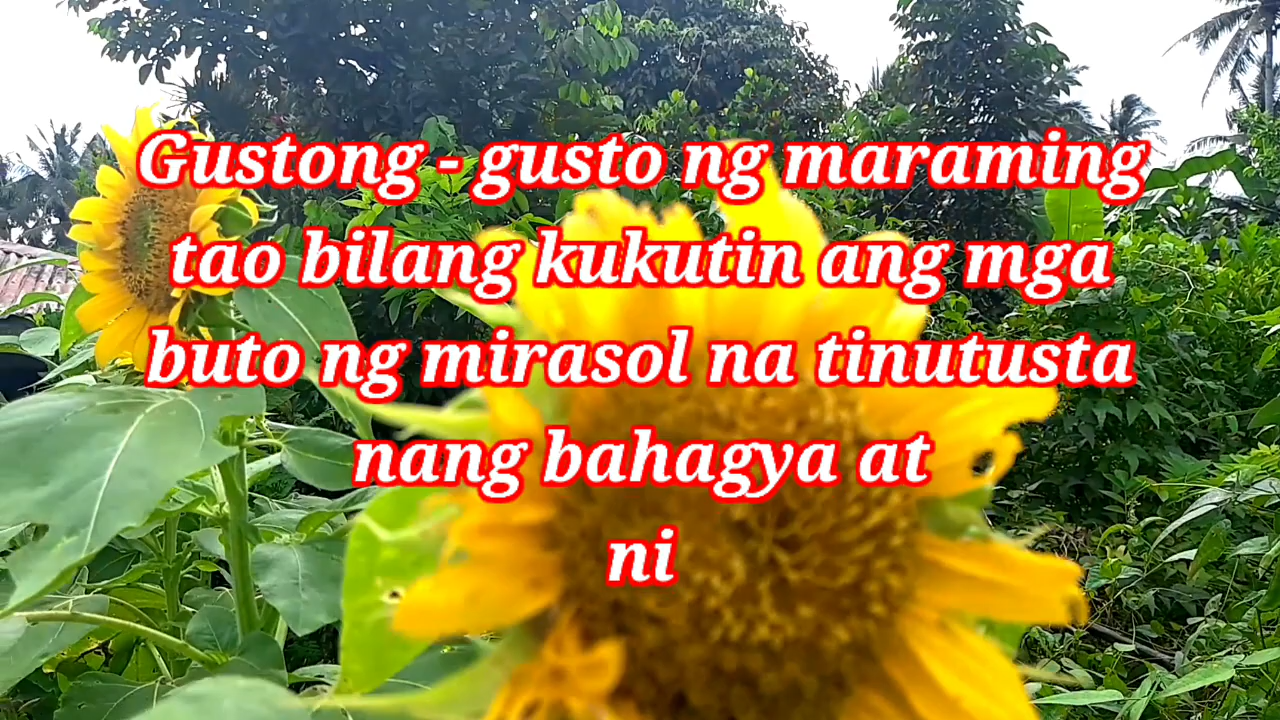 Gustong - gusto ng maraming
tao bilang kukutin ang mga
buto ng mirasol na tinutusta
nang bahagya at
ni